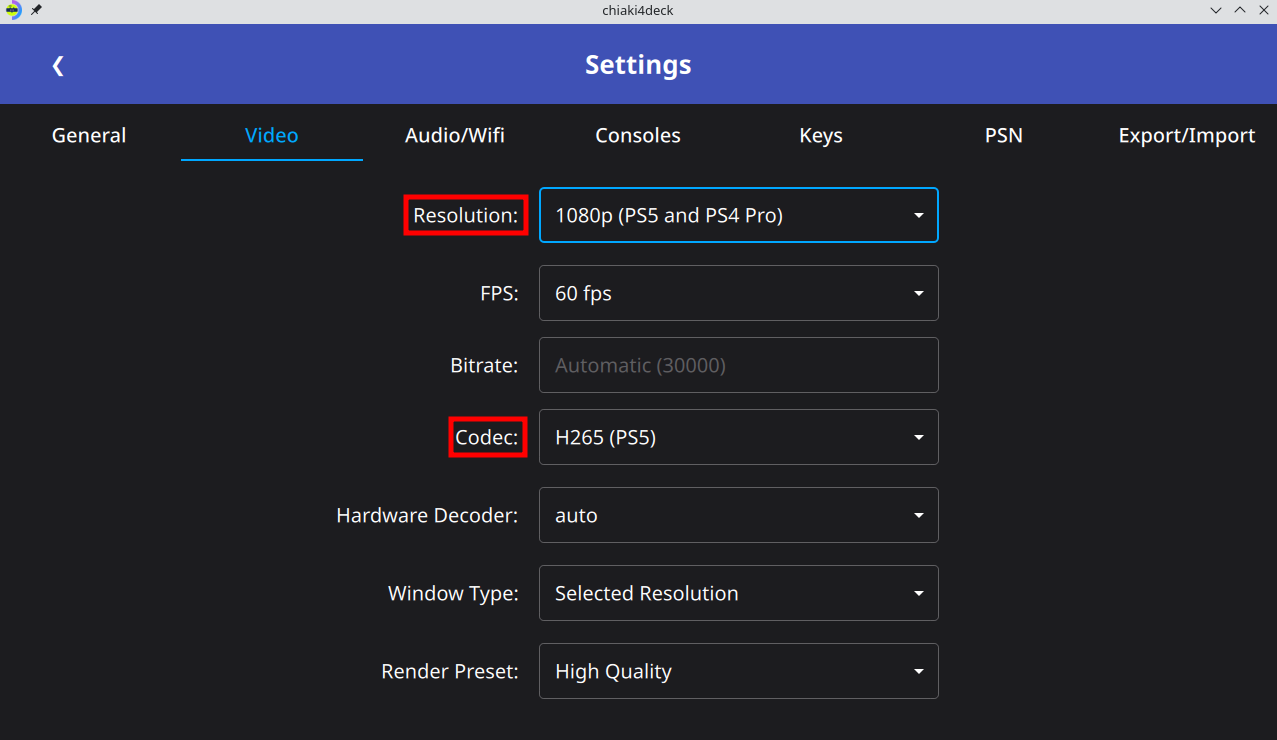 chiaki4deck
Settings
General Video Audio/Wifi Consoles Keys PSN Export/Import
Resolution: 1080p (PS5 and PS4 Pro)
FPS: 60 fps
Bitrate: Automatic (30000)
Codec: H265 (PS5)
Hardware Decoder: auto
Window Type: Selected Resolution
Render Preset: High Quality